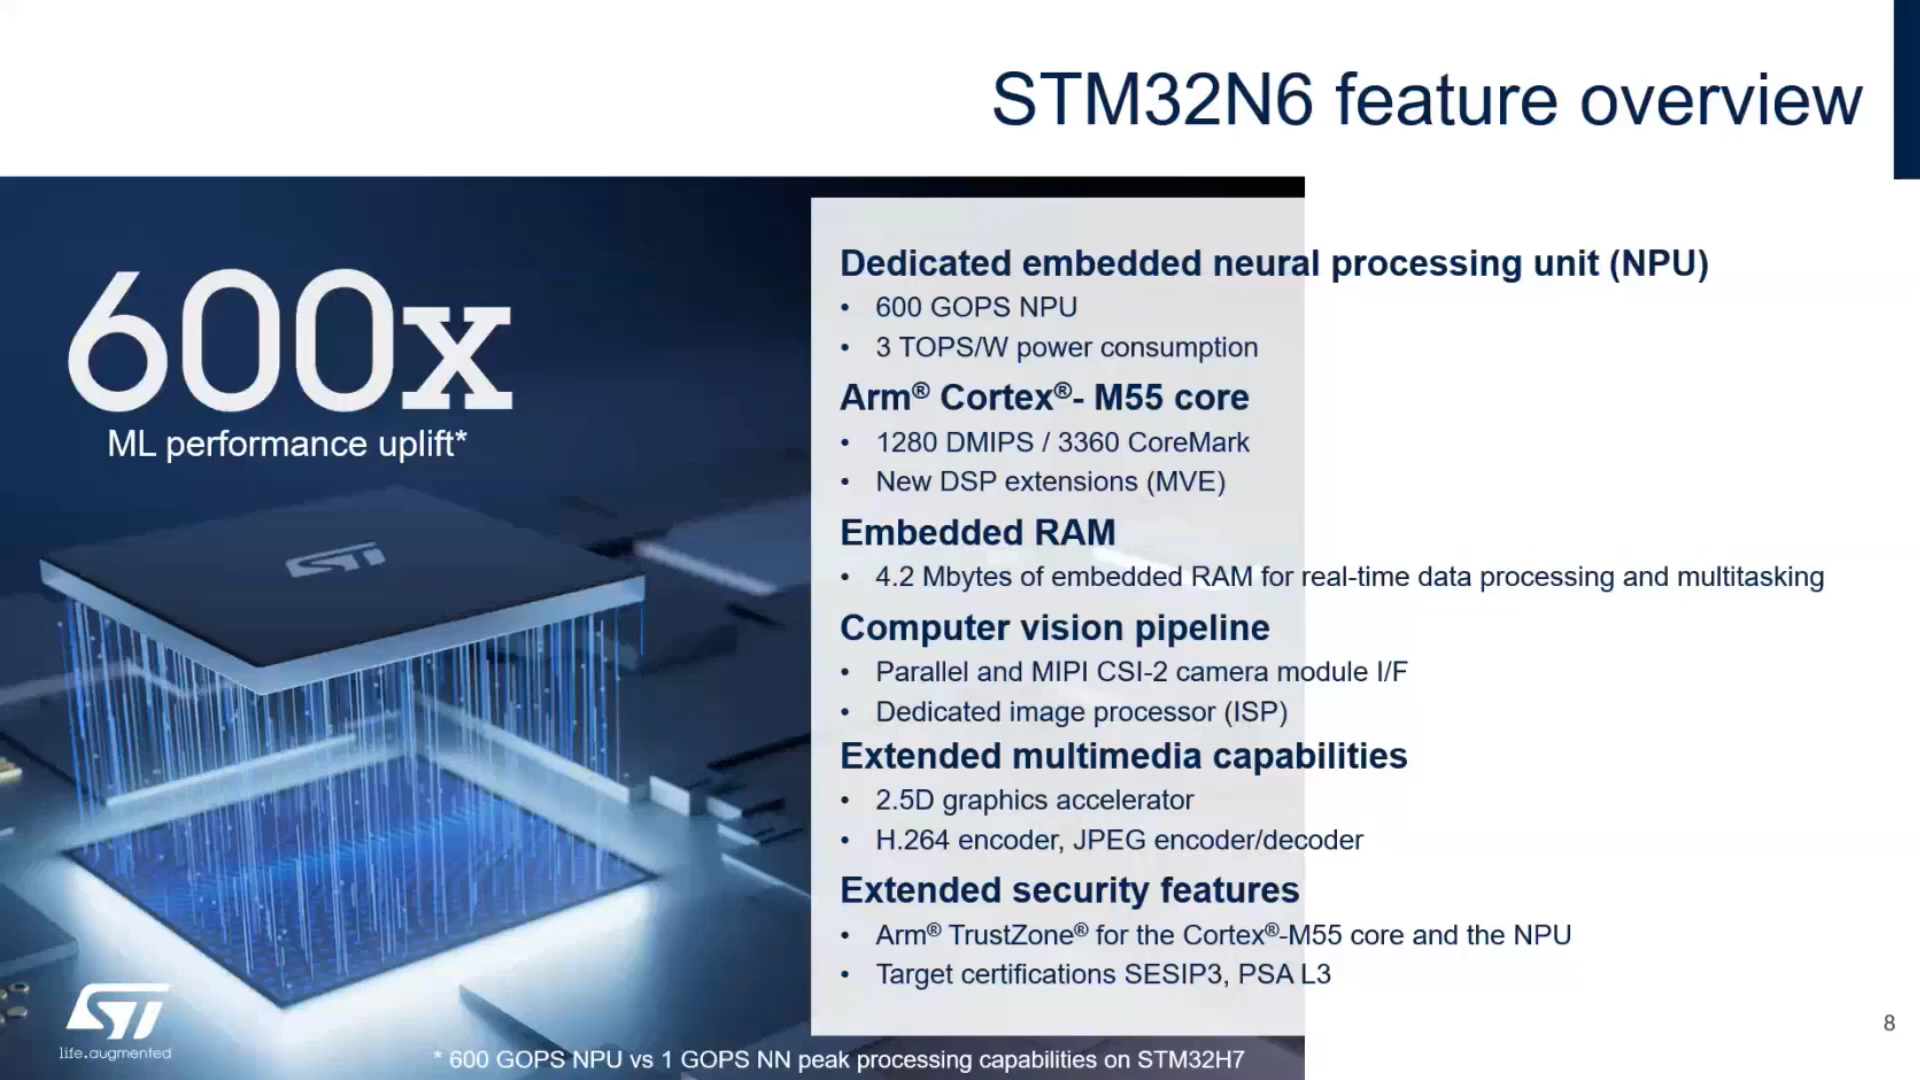 STM32N6 feature overview
600x
ML performance uplift*
ST
Dedicated embedded neural processing unit (NPU)
• 600 GOPS NPU
• 3 TOPS/W power consumption
Arm® Cortex®- M55 core
• 1280 DMIPS / 3360 CoreMark
• New DSP extensions (MVE)
Embedded RAM
• 4.2 Mbytes of embedded RAM for real-time data processing and multitasking
Computer vision pipeline
• Parallel and MIPI CSI-2 camera module I/F
• Dedicated image processor (ISP)
Extended multimedia capabilities
• 2.5D graphics accelerator
• H.264 encoder, JPEG encoder/decoder
Extended security features
• Arm® TrustZone® for the Cortex®-M55 core and the NPU
• Target certifications SESIP3, PSA L3
ST
life.augmented
* 600 GOPS NPU vs 1 GOPS NN peak processing capabilities on STM32H7
8